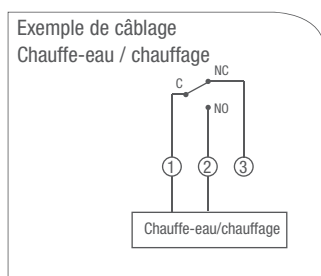 Exemple de câblage
Chauffe-eau / chauffage
NC
C
NO
1 2 3
Chauffe-eau/chauffage